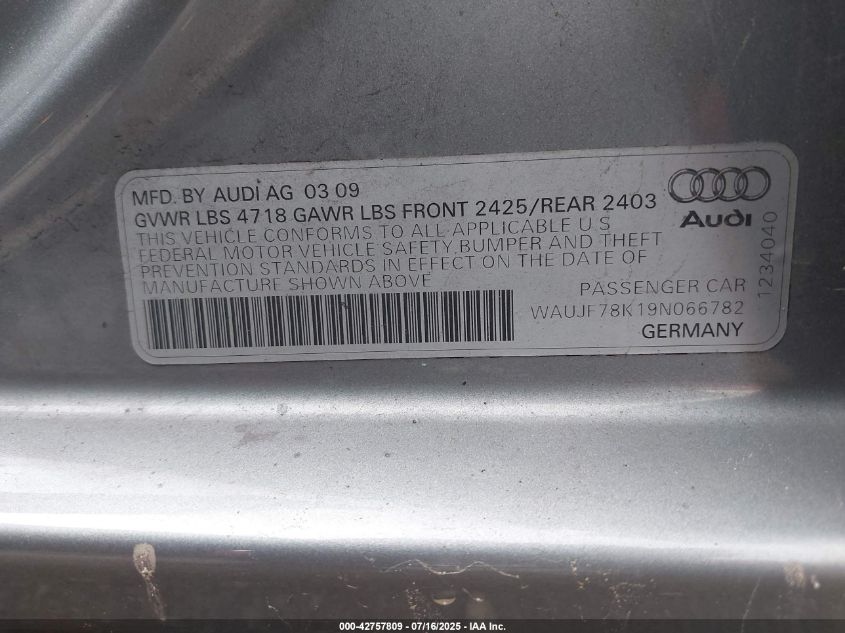 MFD. BY AUDI AG 03 09
GVWR LBS 4718 GAWR LBS FRONT 2425/REAR 2403
THIS VEHICLE CONFORMS TO ALL APPLICABLE U S
FEDERAL MOTOR VEHICLE SAFETY, BUMPER AND THEFT
PREVENTION STANDARDS IN EFFECT ON THE DATE OF
MANUFACTURE SHOWN ABOVE
Audi
1234040
PASSENGER CAR
WAUJF78K19N066782
GERMANY
000-42757809 - 07/16/2025 - IAA Inc.